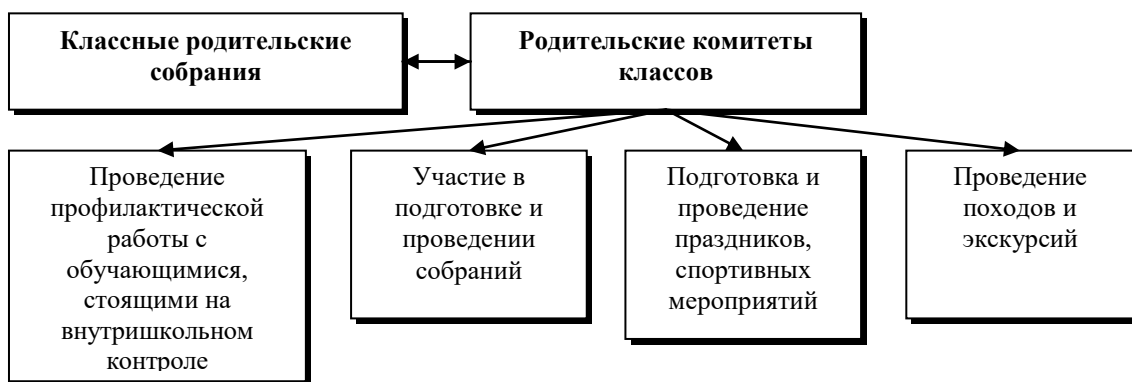 Классные родительские
собрания
Родительские комитеты
классов
Проведение
профилактической
работы с
обучающимися,
стоящими на
внутришкольном
контроле
Участие в
подготовке и
проведении
собраний
Подготовка и
проведение
праздников,
спортивных
мероприятий
Проведение
походов и
экскурсий